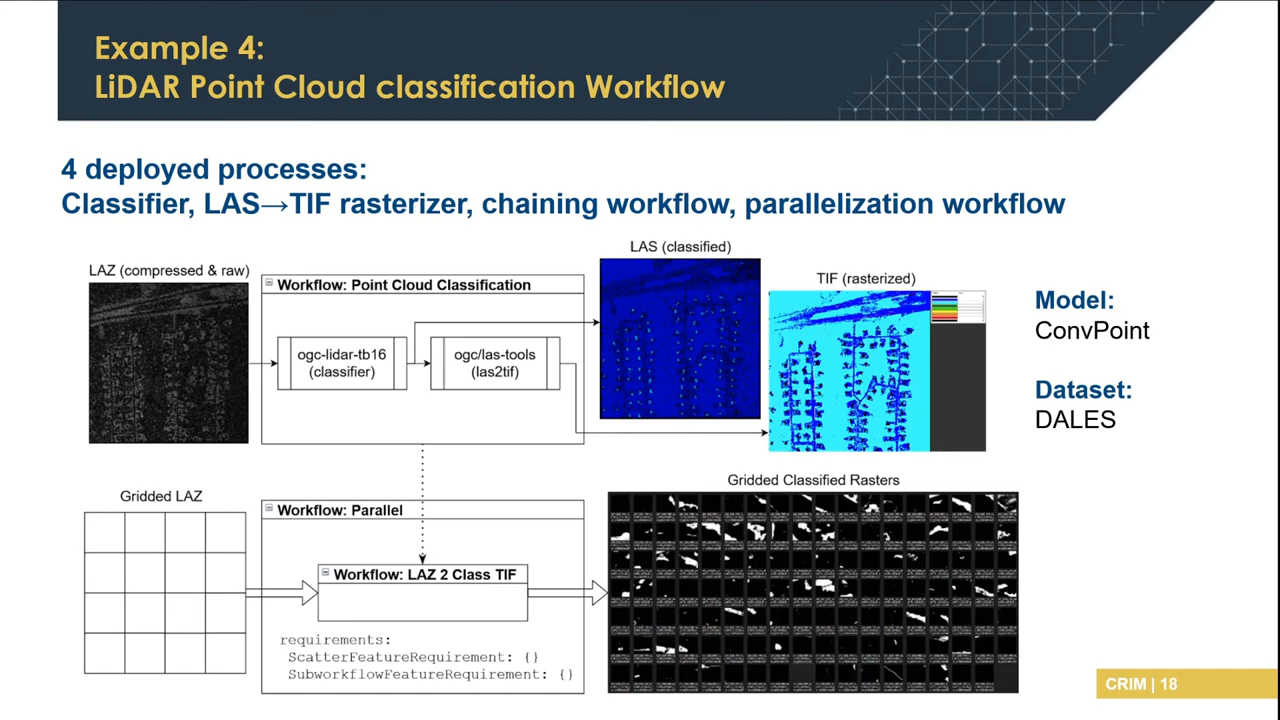 Example 4:
LiDAR Point Cloud classification Workflow
4 deployed processes:
Classifier, LAS→TIF rasterizer, chaining workflow, parallelization workflow
LAZ (compressed & raw)
Workflow: Point Cloud Classification
ogc-lidar-tb16
(classifier)
ogc/las-tools
(las2tif)
LAS (classified)
TIF (rasterized)
Model:
ConvPoint
Dataset:
DALES
Gridded LAZ
Workflow: Parallel
Workflow: LAZ 2 Class TIF
requirements:
ScatterFeatureRequirement: {}
SubworkflowFeatureRequirement: {}
Gridded Classified Rasters
CRIM | 18